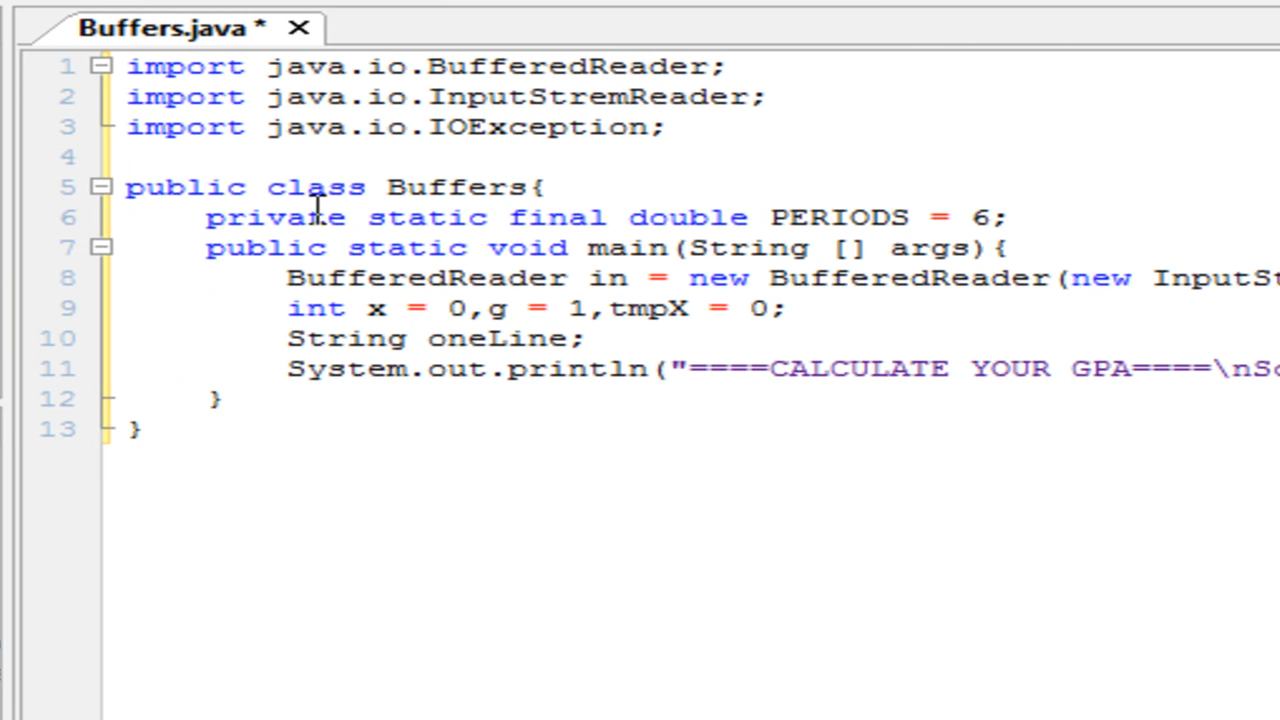 Buffers.java *
1 import java.io.BufferedReader;
2 import java.io.InputStremReader;
3 import java.io.IOException;
4
5 public class Buffers{
6 private static final double PERIODS = 6;
7 public static void main(String [] args){
8 BufferedReader in = new BufferedReader(new InputSt
9 int x = 0,g = 1,tmpX = 0;
10 String oneLine;
11 System.out.println("====CALCULATE YOUR GPA====\nSc
12 }
13 }